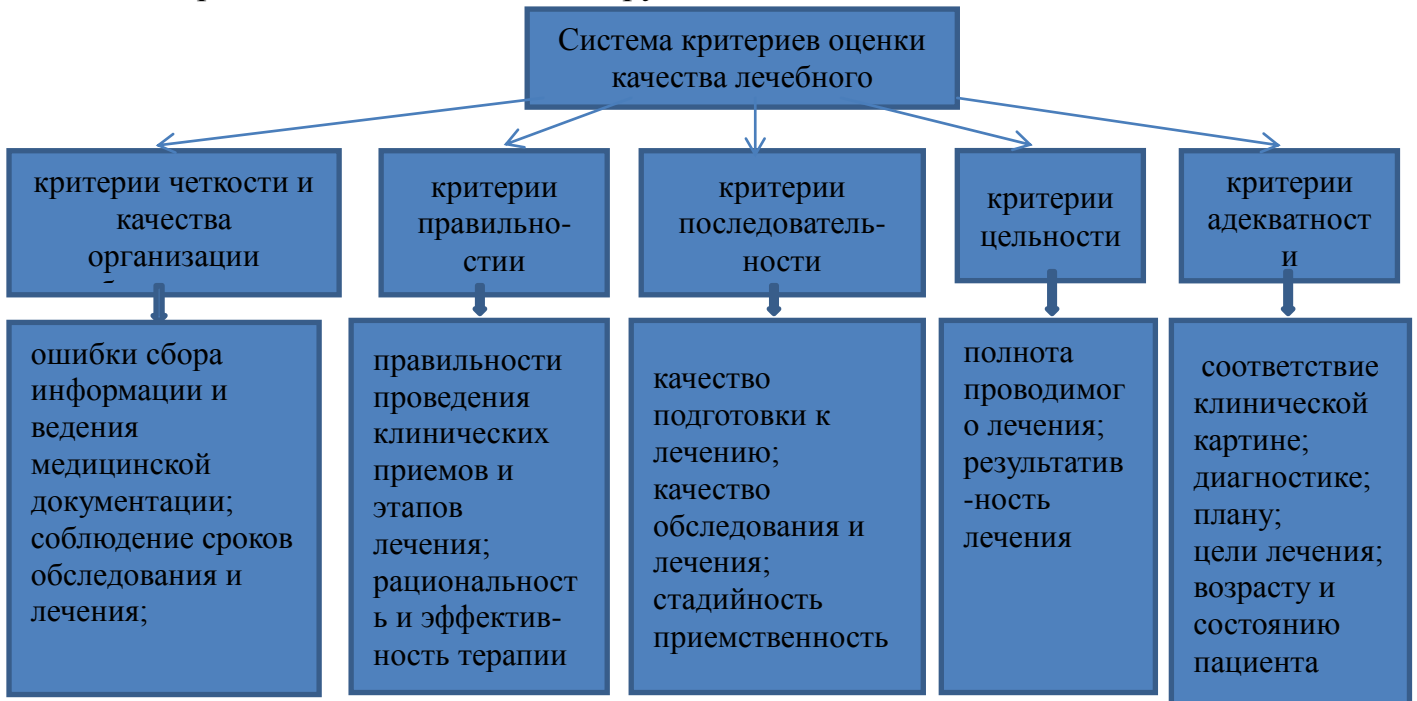 Система критериев оценки
качества лечебного
критерии четкости и
качества
организации
критерии
правильно-
стии
критерии
последователь-
ности
критерии
цельности
критерии
адекватност
и
ошибки сбора
информации и
ведения
медицинской
документации;
соблюдение сроков
обследования и
лечения;
правильности
проведения
клинических
приемов и
этапов
лечения;
рациональност
ь и эффектив-
ность терапии
качество
подготовки к
лечению;
качество
обследования и
лечения;
стадийность
приемственность
полнота
проводимог
о лечения;
результатив
-ность
лечения
соответствие
клинической
картине;
диагностике;
плану;
цели лечения;
возрасту и
состоянию
пациента